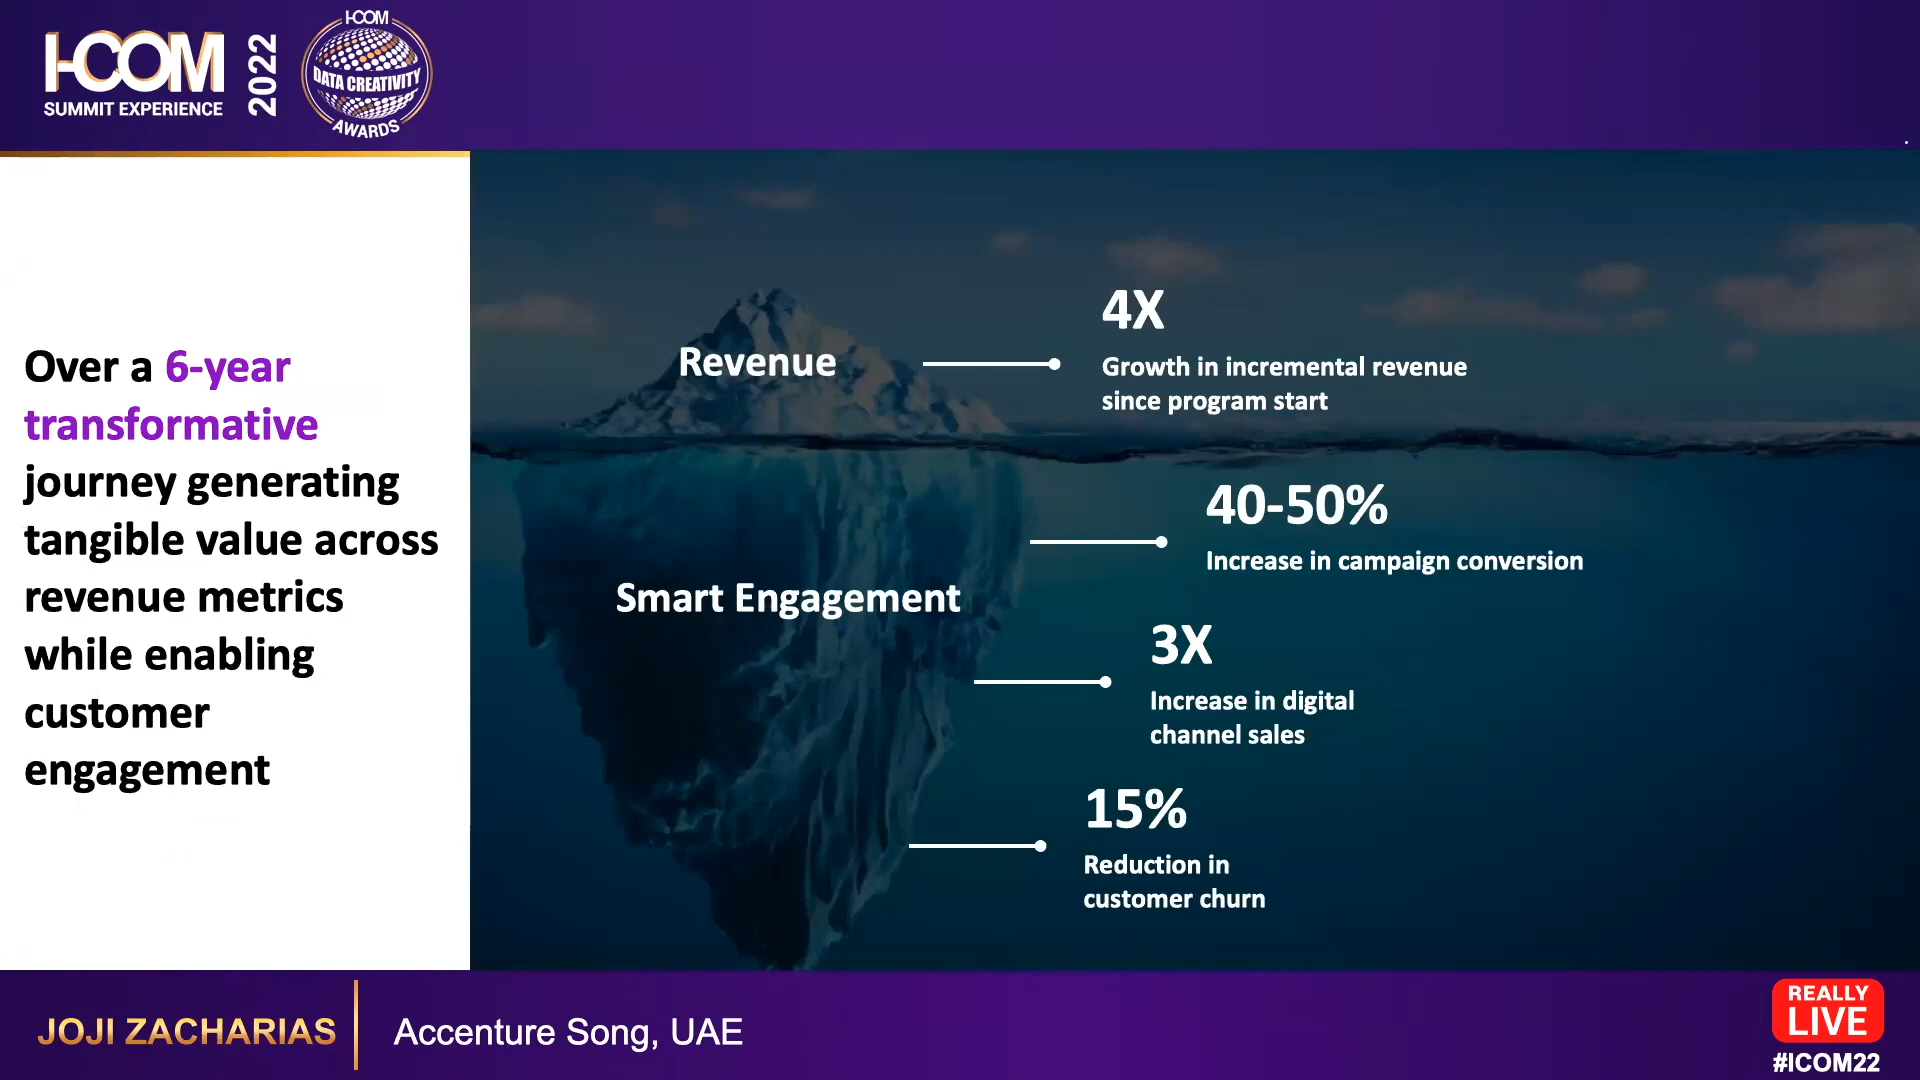 I-COM
SUMMIT EXPERIENCE
2022
I-COM
DATA CREATIVITY
AWARDS
Over a 6-year
transformative
journey generating
tangible value across
revenue metrics
while enabling
customer
engagement
Revenue
4X
Growth in incremental revenue
since program start
Smart Engagement
40-50%
Increase in campaign conversion
3X
Increase in digital
channel sales
15%
Reduction in
customer churn
JOJI ZACHARIAS
Accenture Song, UAE
REALLY
LIVE
#ICOM22